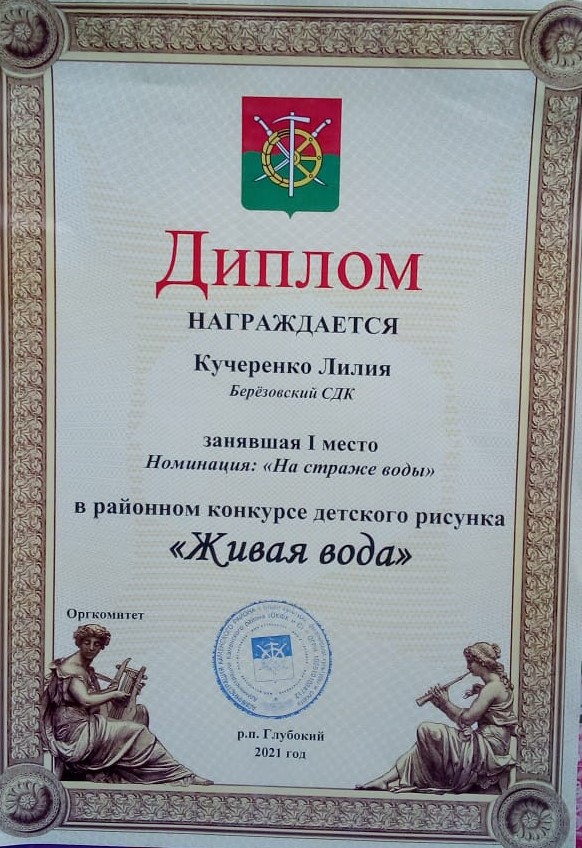 Диплом
НАГРАЖДАЕТСЯ
Кучеренко Лилия
Берёзовский СДК
занявшая I место
Номинация: «На страже воды»
в районном конкурсе детского рисунка
«Живая вода»
Оргкомитет
р.п. Глубокий
2021 год